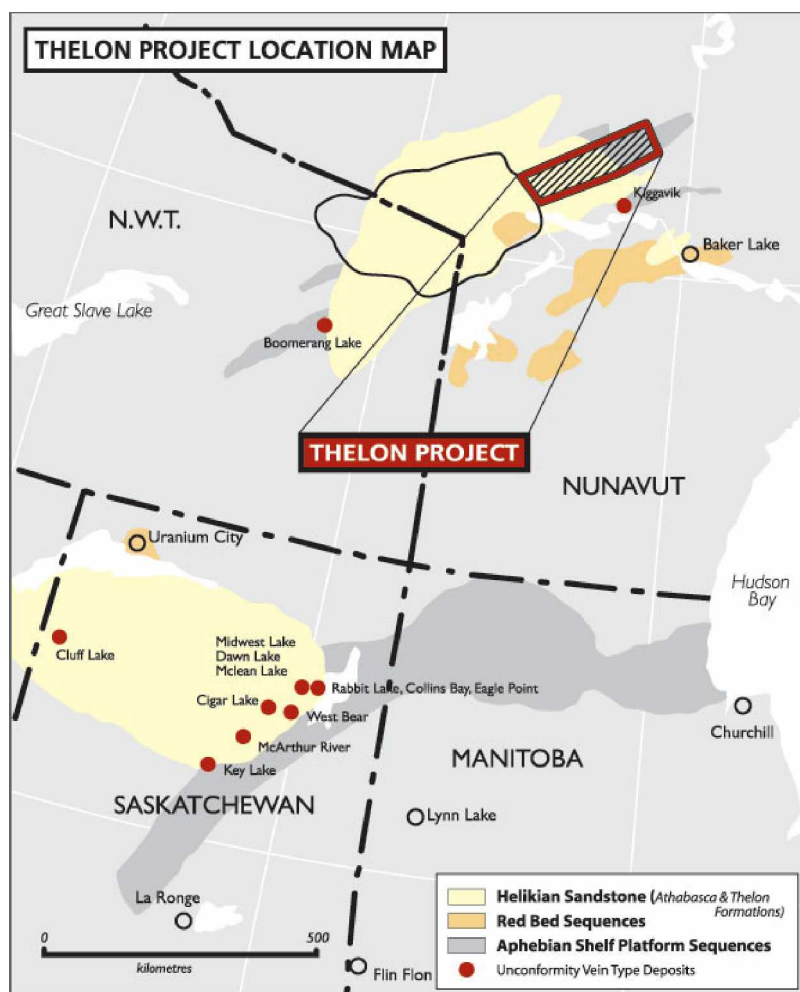 THELON PROJECT LOCATION MAP
N.W.T.
Kiggavik
Baker Lake
Great Slave Lake
Boomerang Lake
THELON PROJECT
NUNAVUT
Uranium City
Hudson
Bay
Cluff Lake
Midwest Lake
Dawn Lake
Mclean Lake
Rabbit Lake, Collins Bay, Eagle Point
Cigar Lake
West Bear
McArthur River
Key Lake
Churchill
MANITOBA
SASKATCHEWAN
Lynn Lake
La Ronge
0 500
kilometres
Flin Flon
Helikian Sandstone (Athabasca & Thelon
Formations)
Red Bed Sequences
Aphebian Shelf Platform Sequences
Unconformity Vein Type Deposits